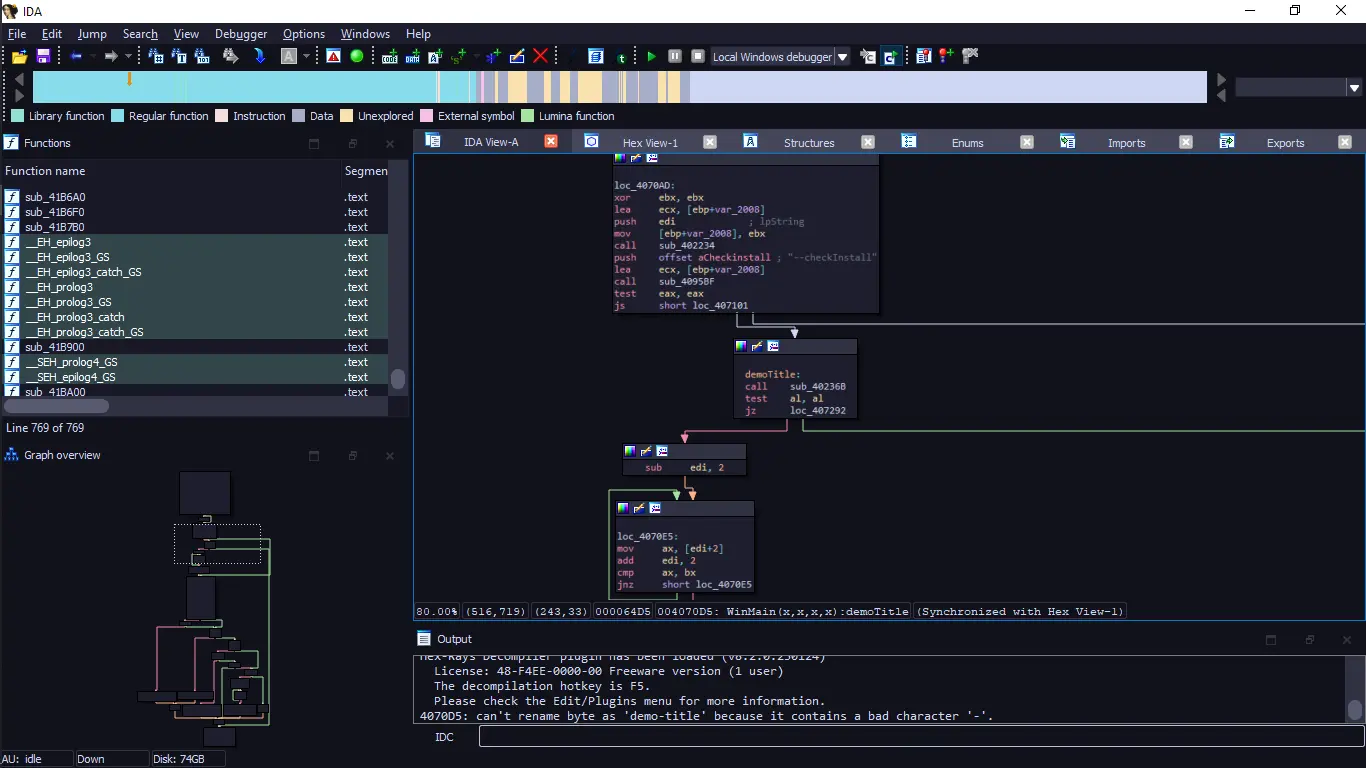 IDA
File Edit Jump Search View Debugger Options Windows Help
Local Windows debugger
Library function Regular function Instruction Data Unexplored External symbol Lumina function
Functions
Function name Segmen
sub_41B6A0 .text
sub_41B6F0 .text
sub_41B7B0 .text
__EH_epilog3 .text
__EH_epilog3_GS .text
__EH_epilog3_catch_GS .text
__EH_prolog3 .text
__EH_prolog3_GS .text
__EH_prolog3_catch .text
__EH_prolog3_catch_GS .text
sub_41B900 .text
__SEH_prolog4_GS .text
__SEH_epilog4_GS .text
sub_41BA00 .text
Line 769 of 769
Graph overview
IDA View-A Hex View-1 Structures Enums Imports Exports
loc_4070AD:
xor ebx, ebx
lea ecx, [ebp+var_2008]
push edi ; lpString
mov [ebp+var_2008], ebx
call sub_402234
push offset aCheckinstall ; "--checkInstall"
lea ecx, [ebp+var_2008]
call sub_4095BF
test eax, eax
js short loc_407101
demoTitle:
call sub_40236B
test al, al
jz loc_407292
sub edi, 2
loc_4070E5:
mov ax, [edi+2]
add edi, 2
cmp ax, bx
jnz short loc_4070E5
80.00% (516,719) (243,33) 000064D5 004070D5: WinMain(x,x,x,x):demoTitle (Synchronized with Hex View-1)
Output
Hex-Rays Decompiler plugin has been loaded (v8.2.0.230124)
License: 48-F4EE-0000-00 Freeware version (1 user)
The decompilation hotkey is F5.
Please check the Edit/Plugins menu for more information.
4070D5: can't rename byte as 'demo-title' because it contains a bad character '-'.
IDC
AU: idle Down Disk: 74GB